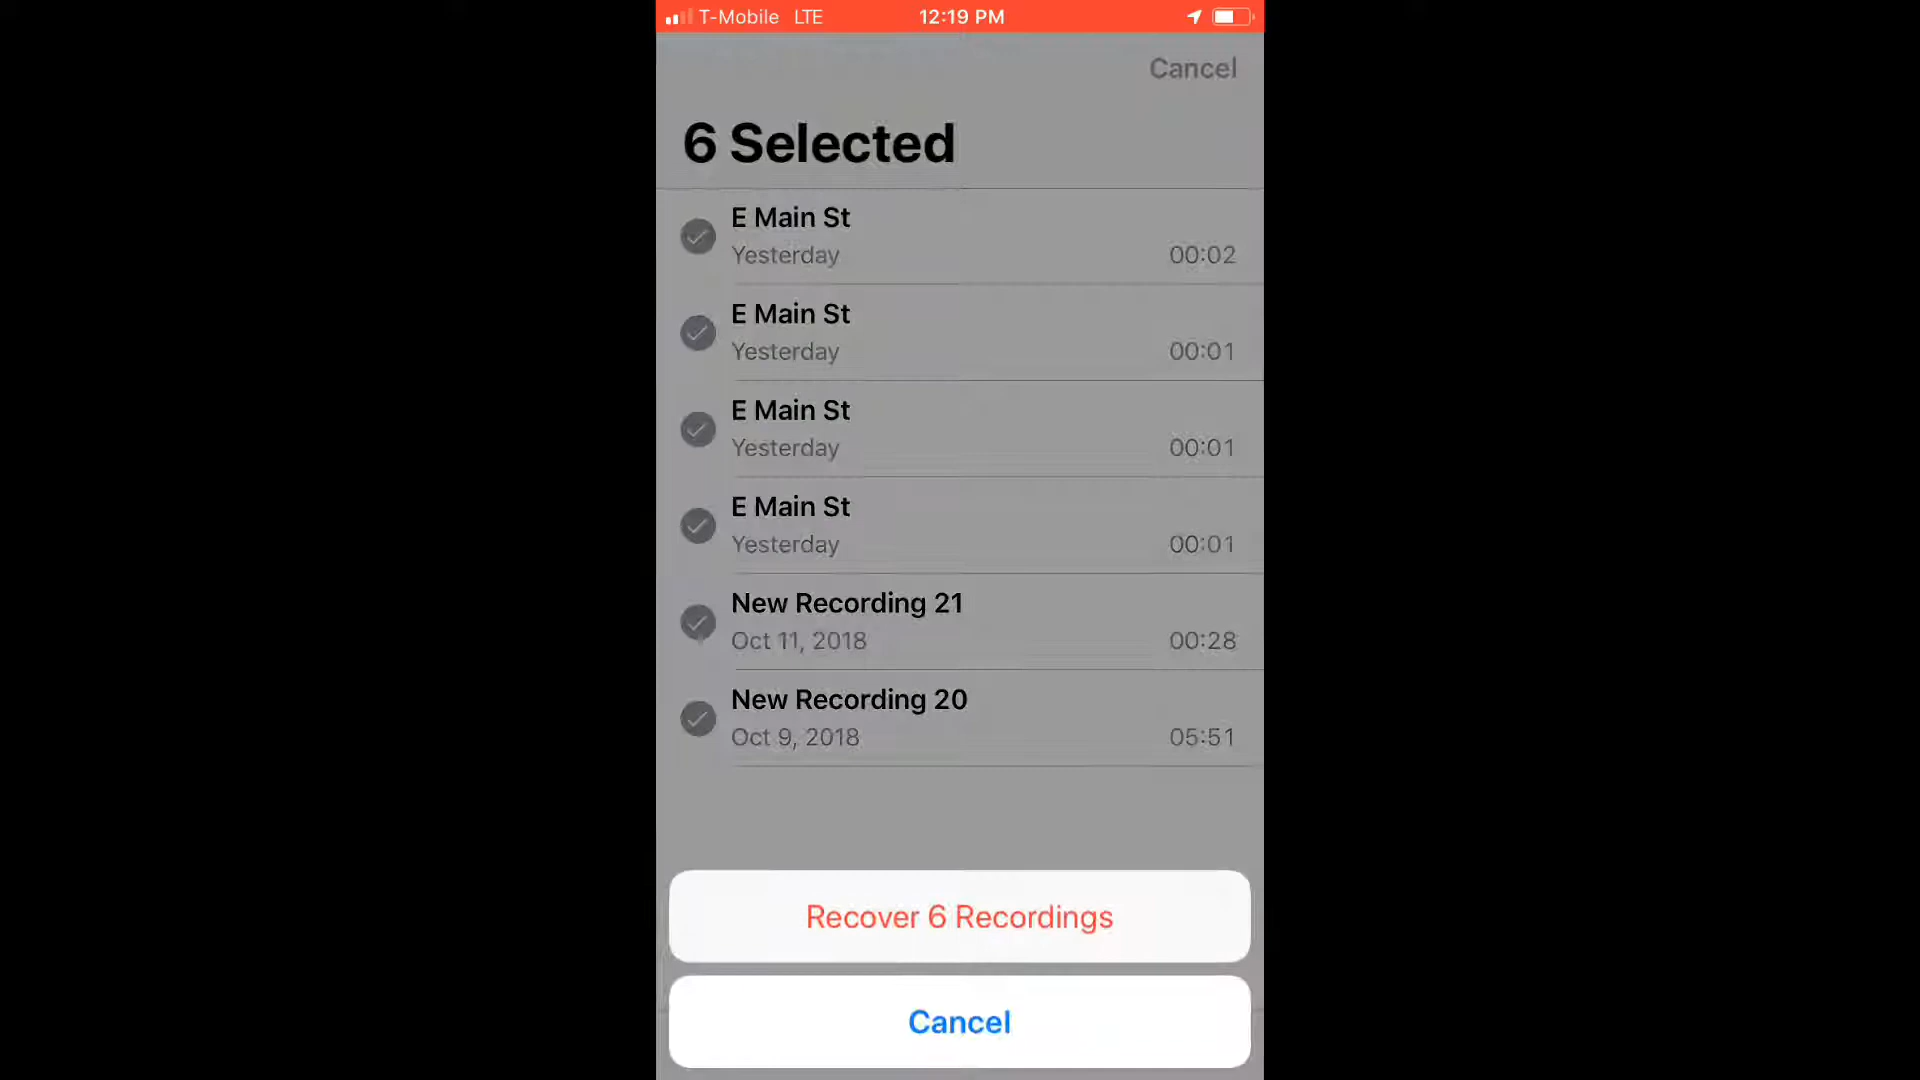 T-Mobile LTE 12:19 PM
Cancel
6 Selected
E Main St
Yesterday 00:02
E Main St
Yesterday 00:01
E Main St
Yesterday 00:01
E Main St
Yesterday 00:01
New Recording 21
Oct 11, 2018 00:28
New Recording 20
Oct 9, 2018 05:51
Recover 6 Recordings
Cancel